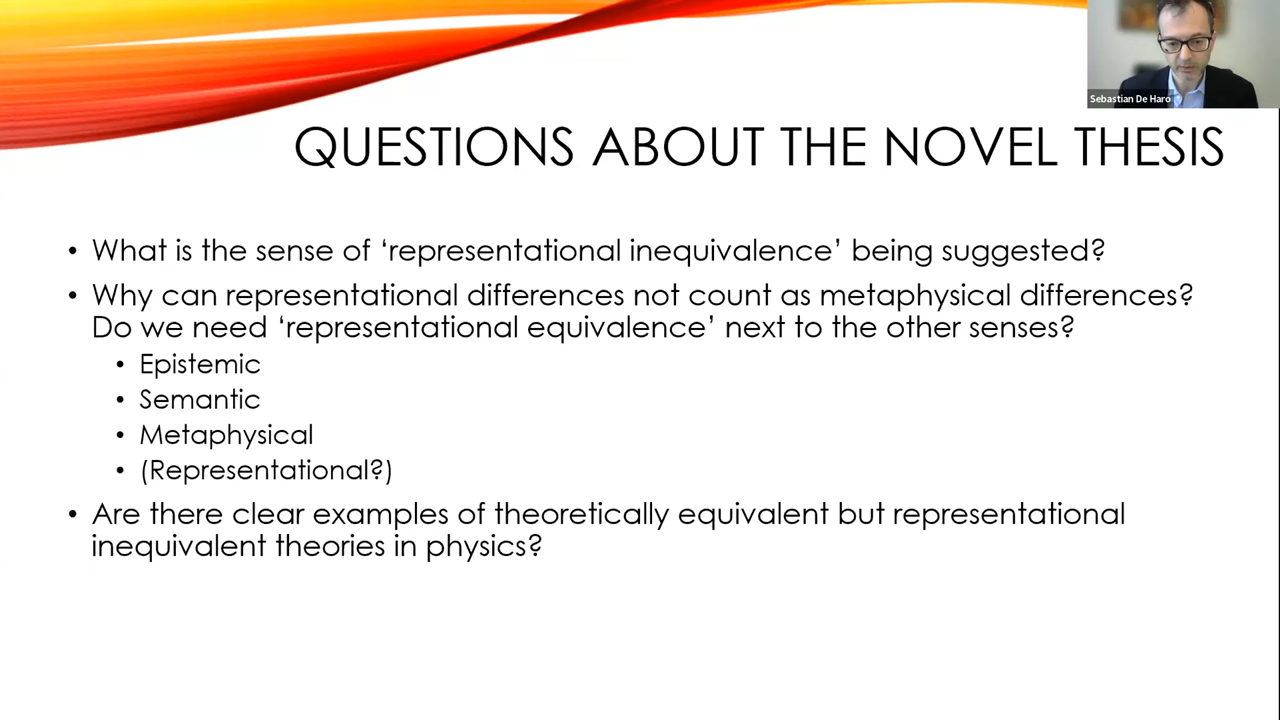 Sebastian De Haro
QUESTIONS ABOUT THE NOVEL THESIS
• What is the sense of ‘representational inequivalence’ being suggested?
• Why can representational differences not count as metaphysical differences?
Do we need ‘representational equivalence’ next to the other senses?
• Epistemic
• Semantic
• Metaphysical
• (Representational?)
• Are there clear examples of theoretically equivalent but representational
inequivalent theories in physics?